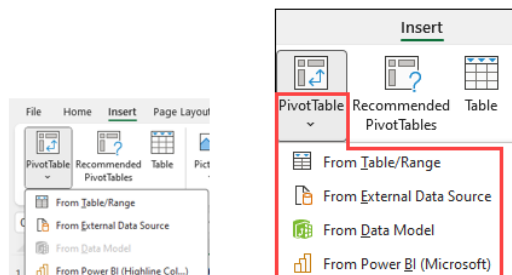 File Home Insert Page Layout
PivotTable Recommended Table Pict
PivotTables
From Table/Range
From External Data Source
From Data Model
From Power BI (Highline Col...)
1
Insert
PivotTable Recommended Table
PivotTables
From Table/Range
From External Data Source
From Data Model
From Power BI (Microsoft)